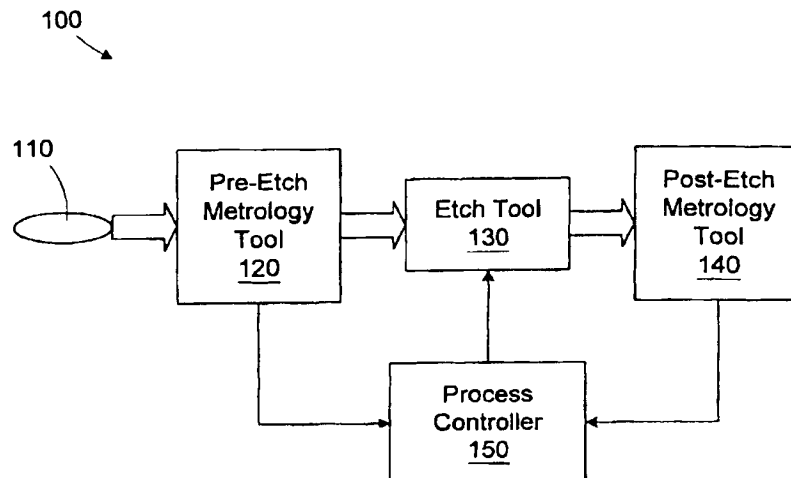 100
110
Pre-Etch
Metrology
Tool
120
Etch Tool
130
Post-Etch
Metrology
Tool
140
Process
Controller
150